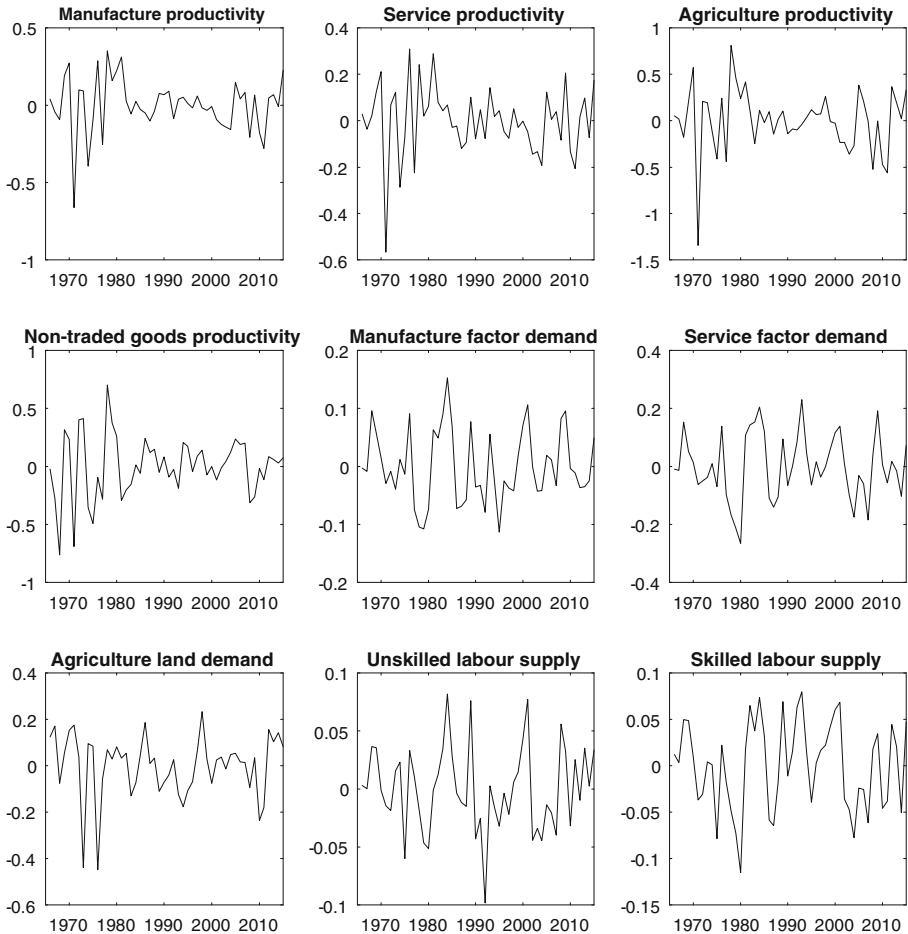 Manufacture productivity
Service productivity
Agriculture productivity
0.5
0
-0.5
-1
1970 1980 1990 2000 2010
0.4
0.2
0
-0.2
-0.4
-0.6
1970 1980 1990 2000 2010
1
0.5
0
-0.5
-1
-1.5
1970 1980 1990 2000 2010
Non-traded goods productivity
Manufacture factor demand
Service factor demand
1
0.5
0
-0.5
-1
1970 1980 1990 2000 2010
0.2
0.1
0
-0.1
-0.2
1970 1980 1990 2000 2010
0.4
0.2
0
-0.2
-0.4
1970 1980 1990 2000 2010
Agriculture land demand
Unskilled labour supply
Skilled labour supply
0.4
0.2
0
-0.2
-0.4
-0.6
1970 1980 1990 2000 2010
0.1
0.05
0
-0.05
-0.1
1970 1980 1990 2000 2010
0.1
0.05
0
-0.05
-0.1
-0.15
1970 1980 1990 2000 2010